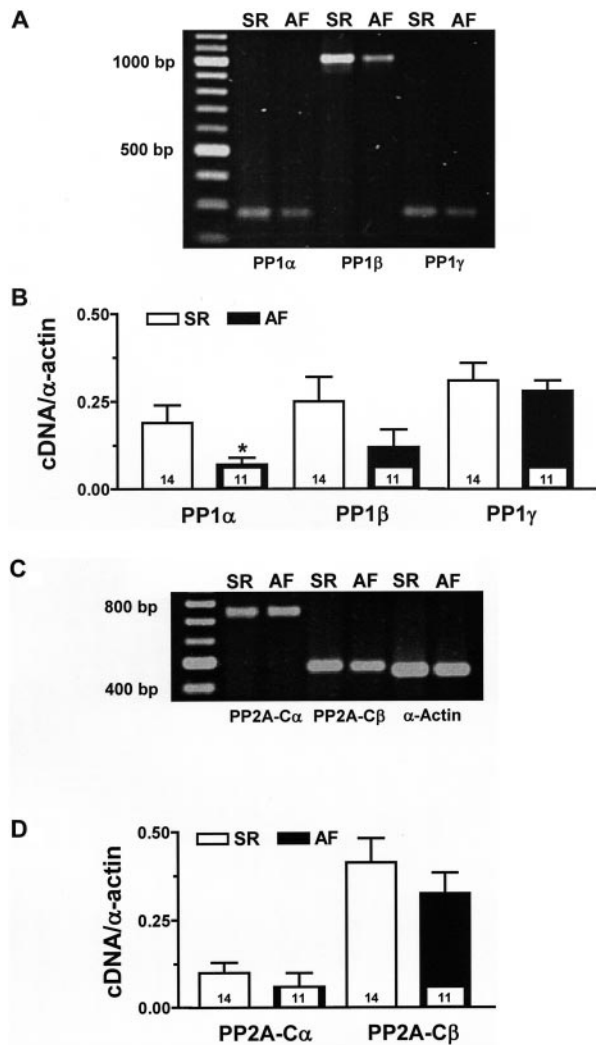 A
SR AF SR AF SR AF
1000 bp
500 bp
PP1α PP1β PP1γ
B
cDNA/α-actin
0.50
0.25
0.00
SR AF
*
14 11 14 11 14 11
PP1α PP1β PP1γ
C
SR AF SR AF SR AF
800 bp
400 bp
PP2A-Cα PP2A-Cβ α-Actin
D
cDNA/α-actin
0.50
0.25
0.00
SR AF
14 11 14 11
PP2A-Cα PP2A-Cβ